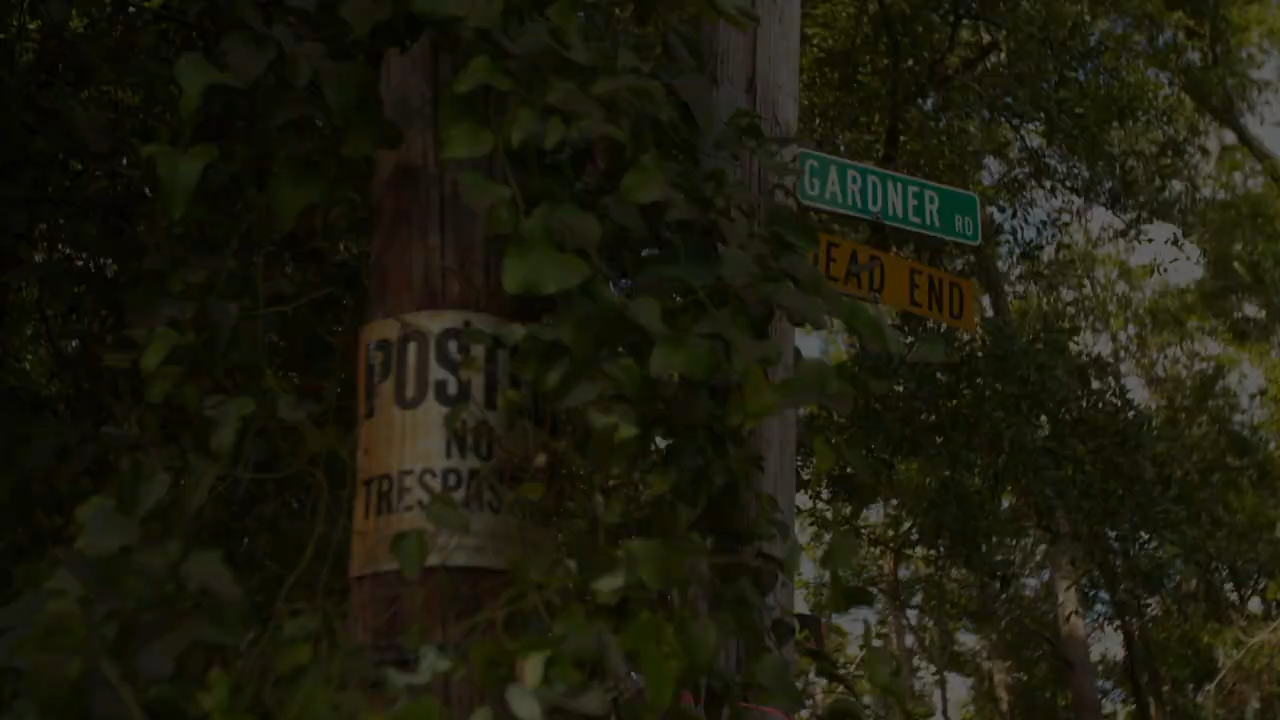 GARDNER RD
EAD END
POST
NO
TRESPAS